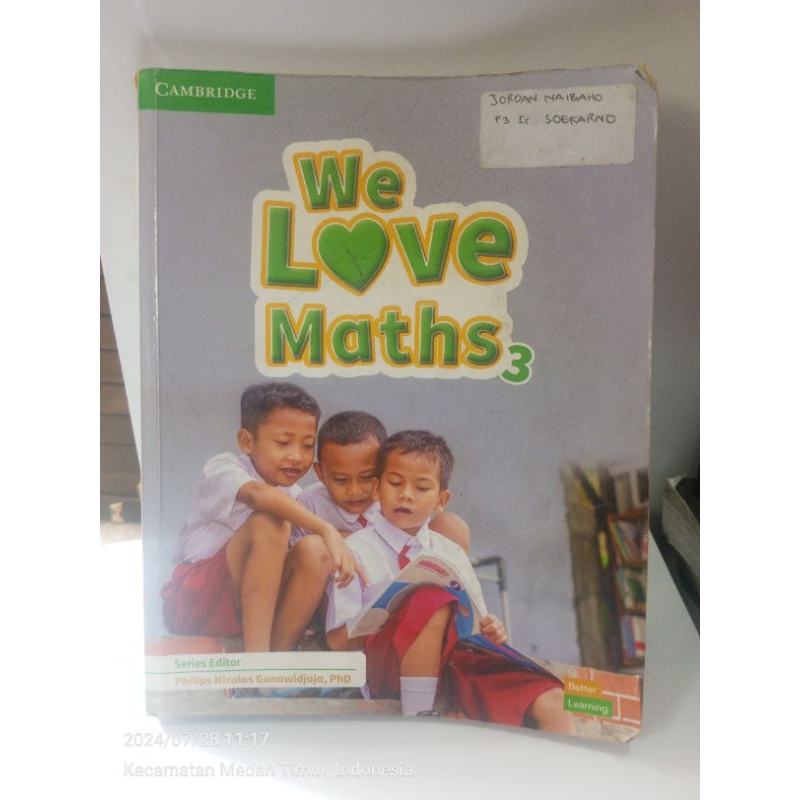 CAMBRIDGE
JORDAN NAIBAHO
P3 Ir. SOEKARNO
We
Love
Maths 3
Series Editor
Philips Nicolas Gunawidjaja, PhD
Better
Learning
2024/07/28 11:17
Kecamatan Medan Timur, Indonesia